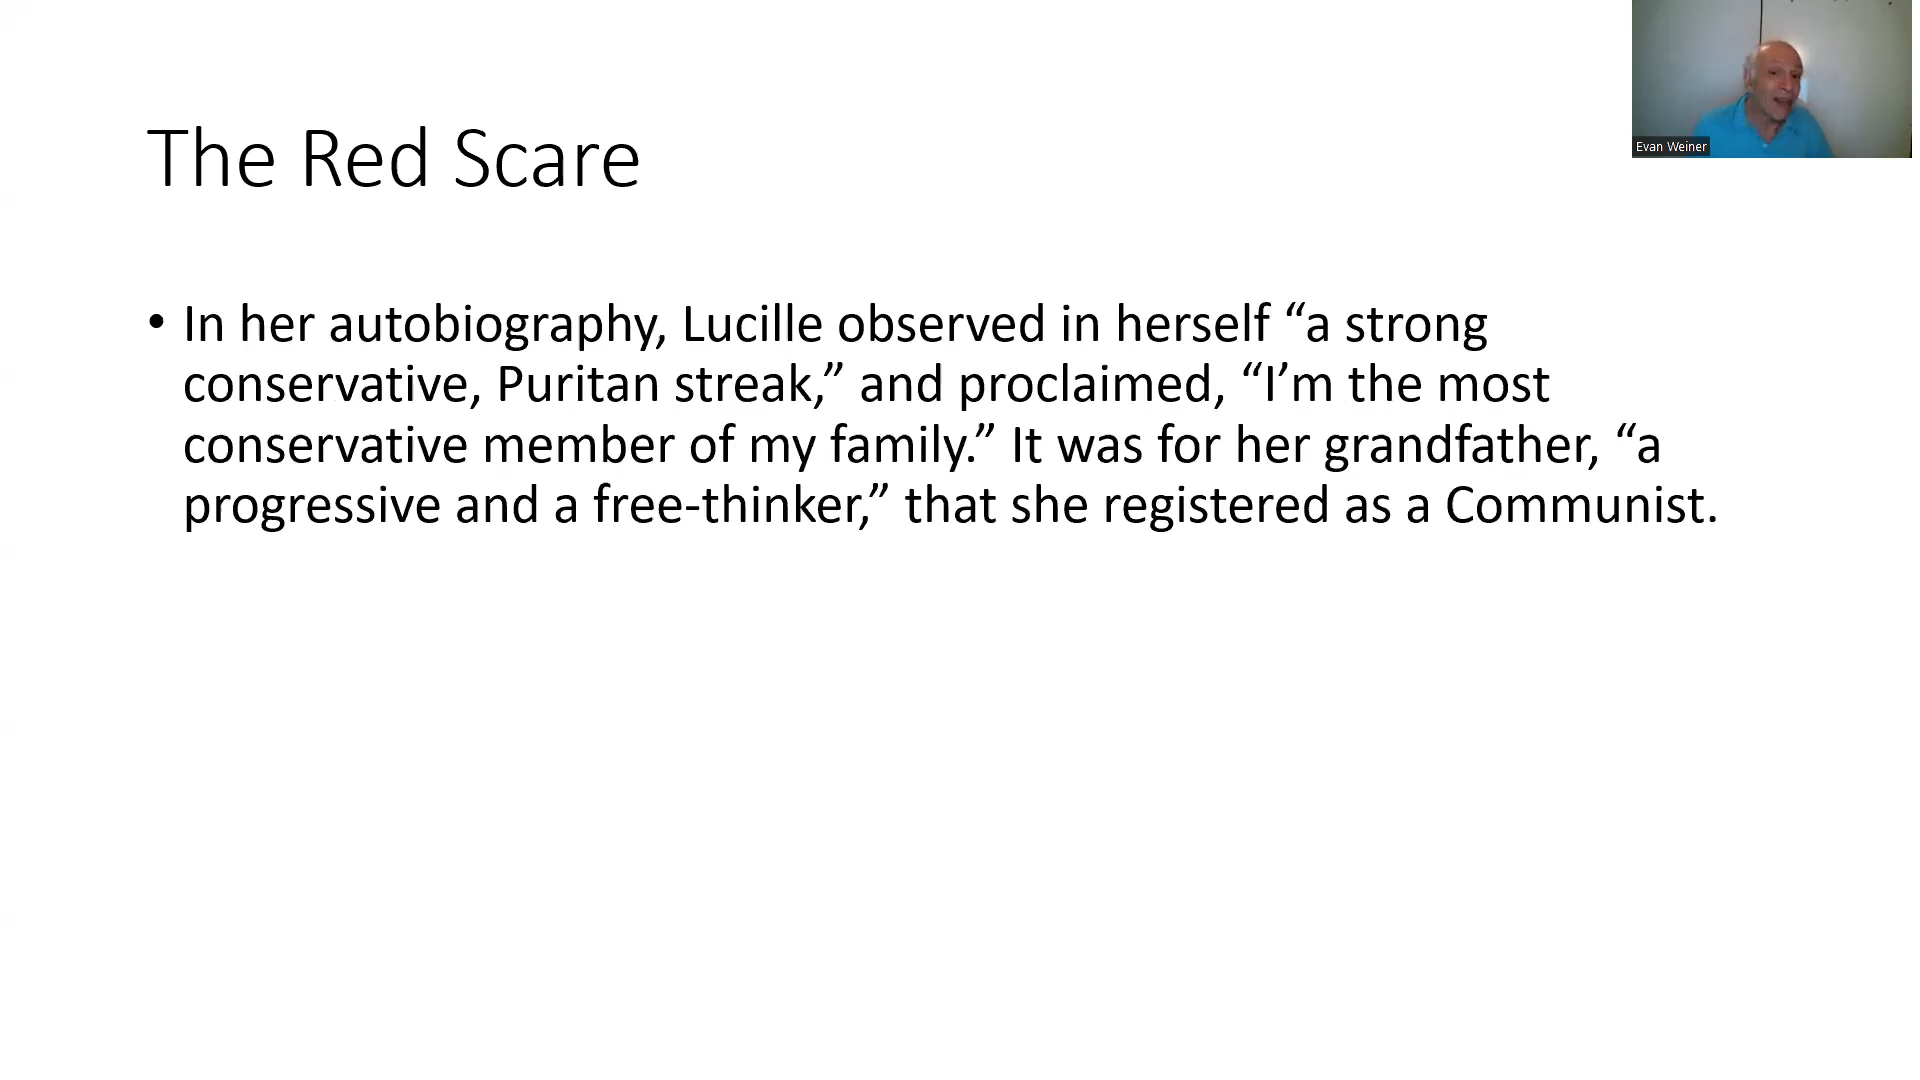 Evan Weiner
The Red Scare
• In her autobiography, Lucille observed in herself “a strong
conservative, Puritan streak,” and proclaimed, “I’m the most
conservative member of my family.” It was for her grandfather, “a
progressive and a free-thinker,” that she registered as a Communist.